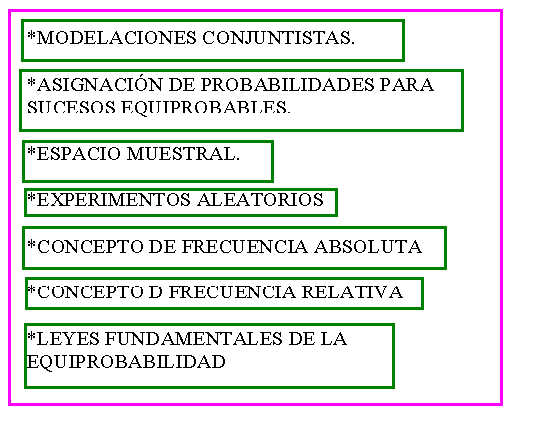 *MODELACIONES CONJUNTISTAS.
*ASIGNACIÓN DE PROBABILIDADES PARA
SUCESOS EQUIPROBABLES.
*ESPACIO MUESTRAL.
*EXPERIMENTOS ALEATORIOS
*CONCEPTO DE FRECUENCIA ABSOLUTA
*CONCEPTO D FRECUENCIA RELATIVA
*LEYES FUNDAMENTALES DE LA
EQUIPROBABILIDAD